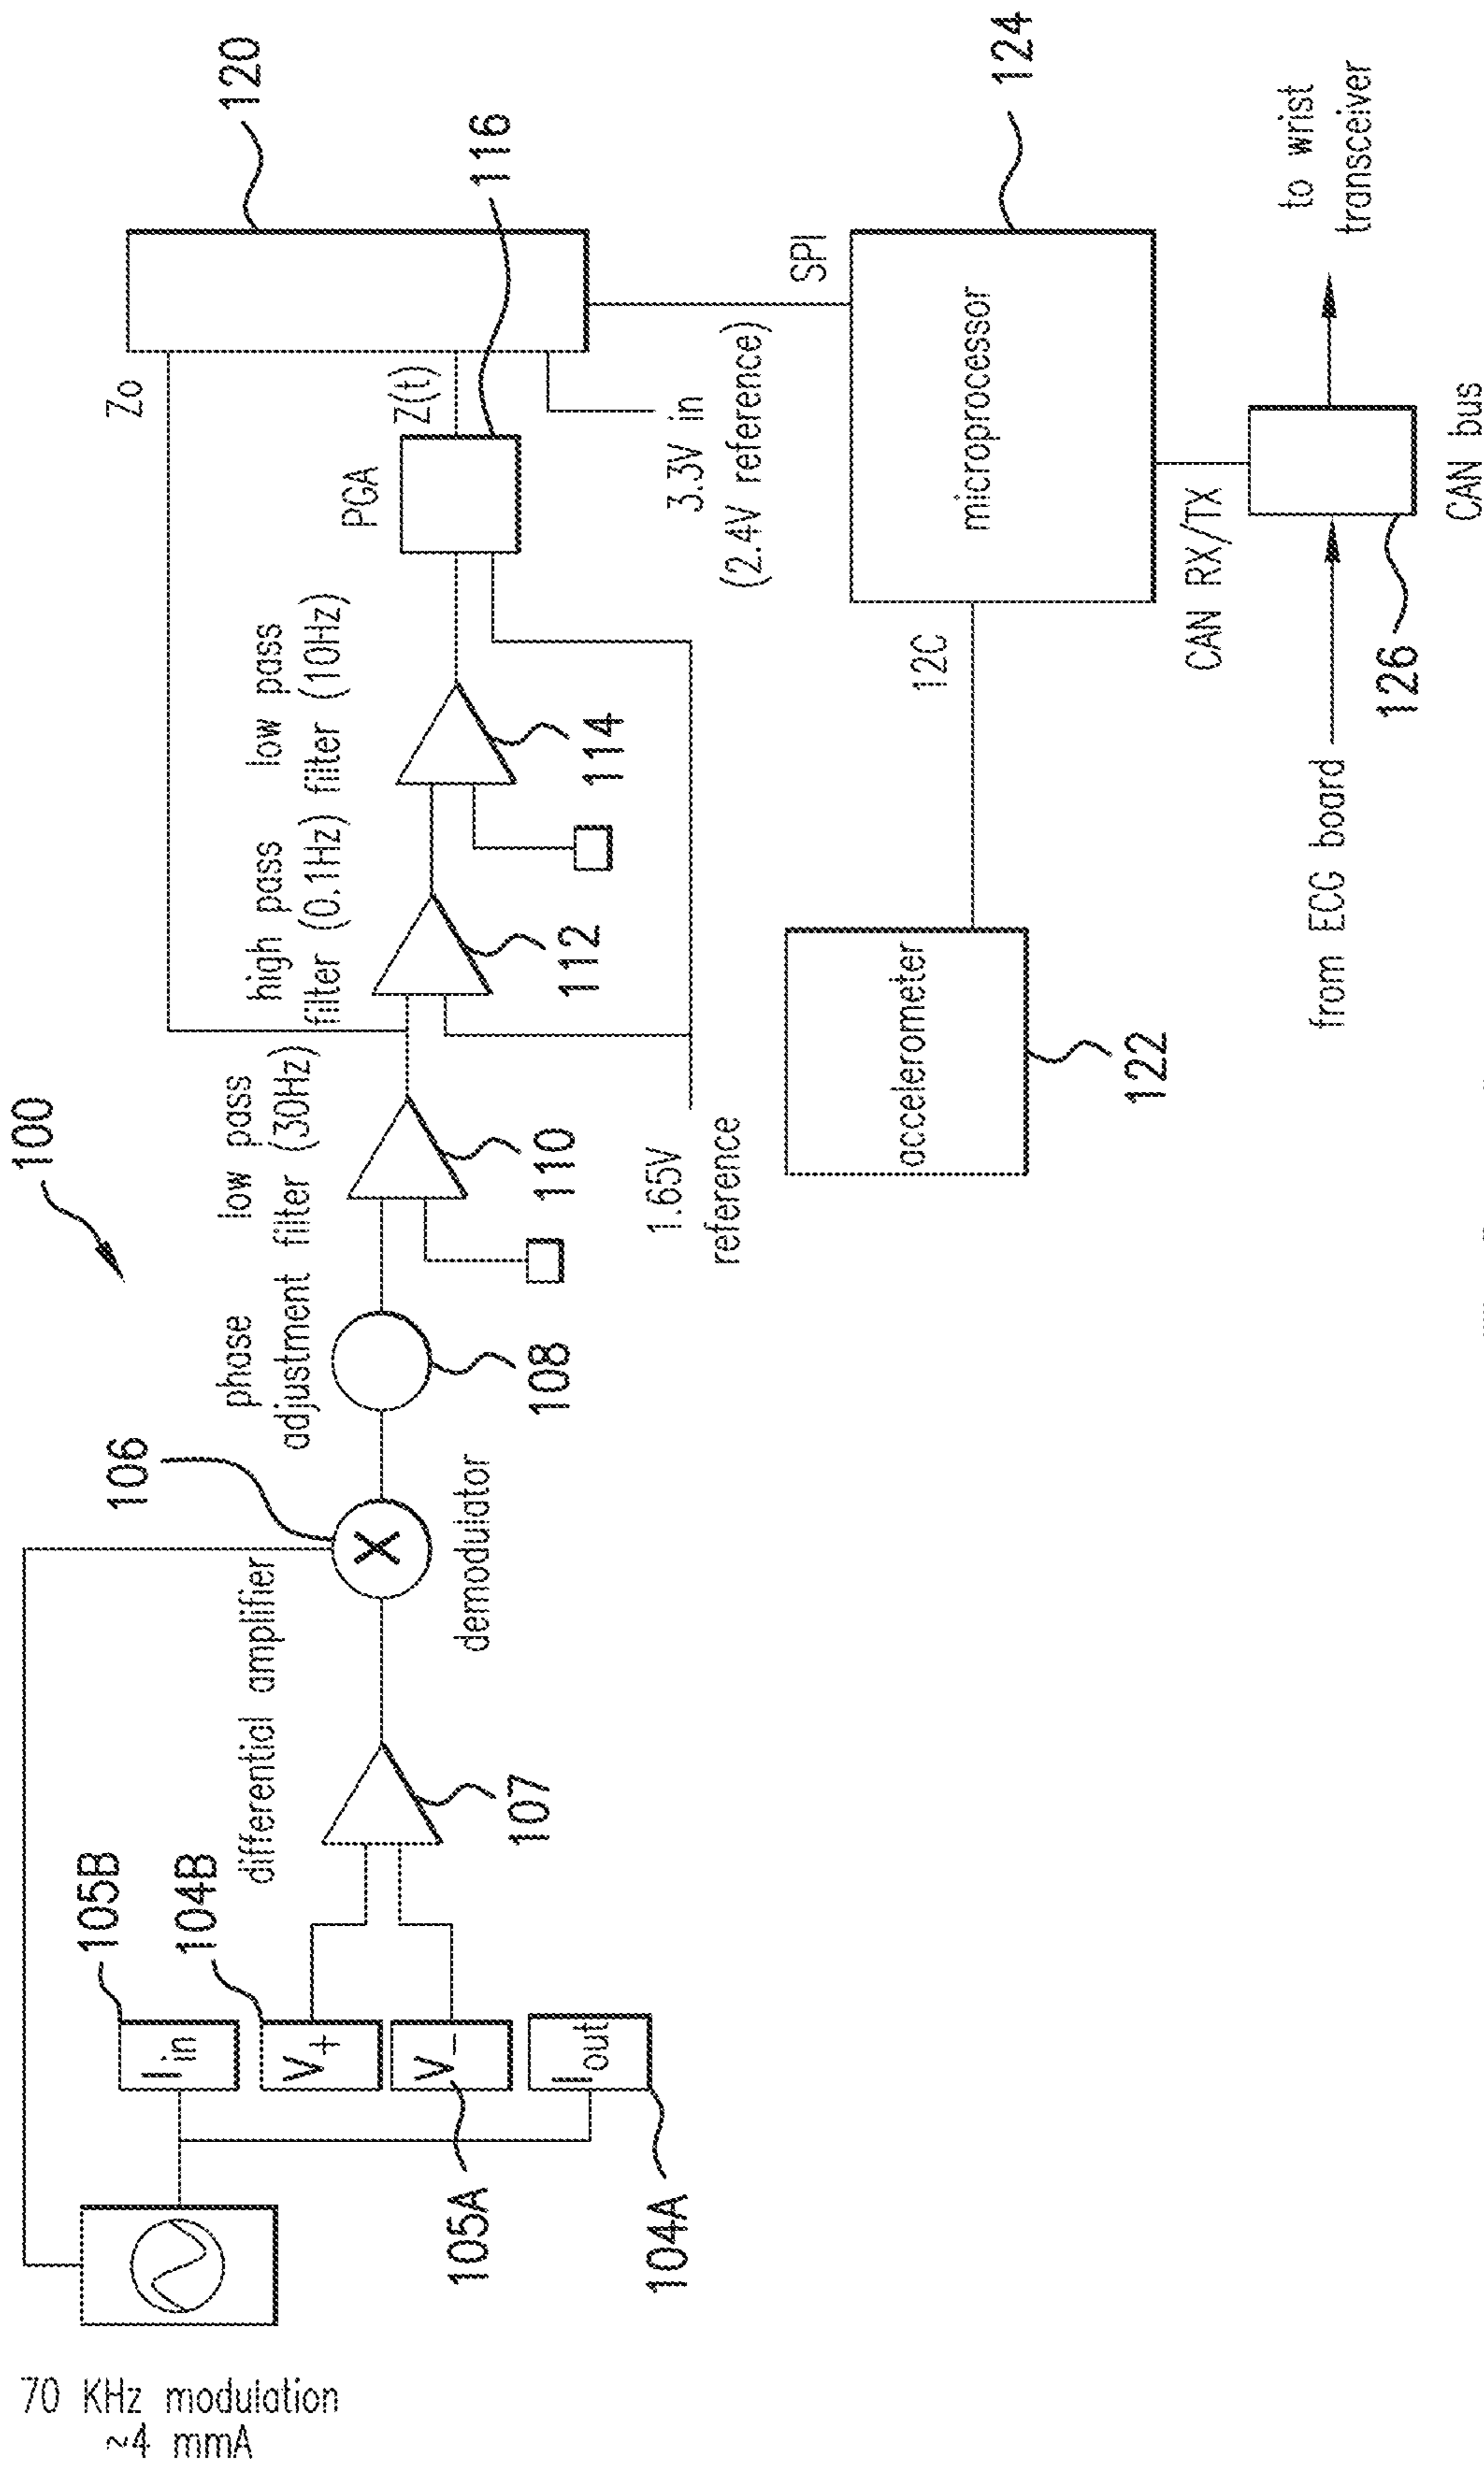 100
70 KHz modulation
~4 mmA
105B
Iin
104B
V+
V−
105A
Iout
104A
differential amplifier
107
106
X
demodulator
phase
adjustment
108
low pass
filter (30Hz)
110
high pass
filter (0.1Hz)
112
low pass
filter (10Hz)
114
1.65V
reference
PGA
116
Zo
Z(t)
120
3.3V in
(2.4V reference)
SPI
microprocessor
124
12C
accelerometer
122
CAN RX/TX
from ECG board
126
to wrist
transceiver
CAN bus